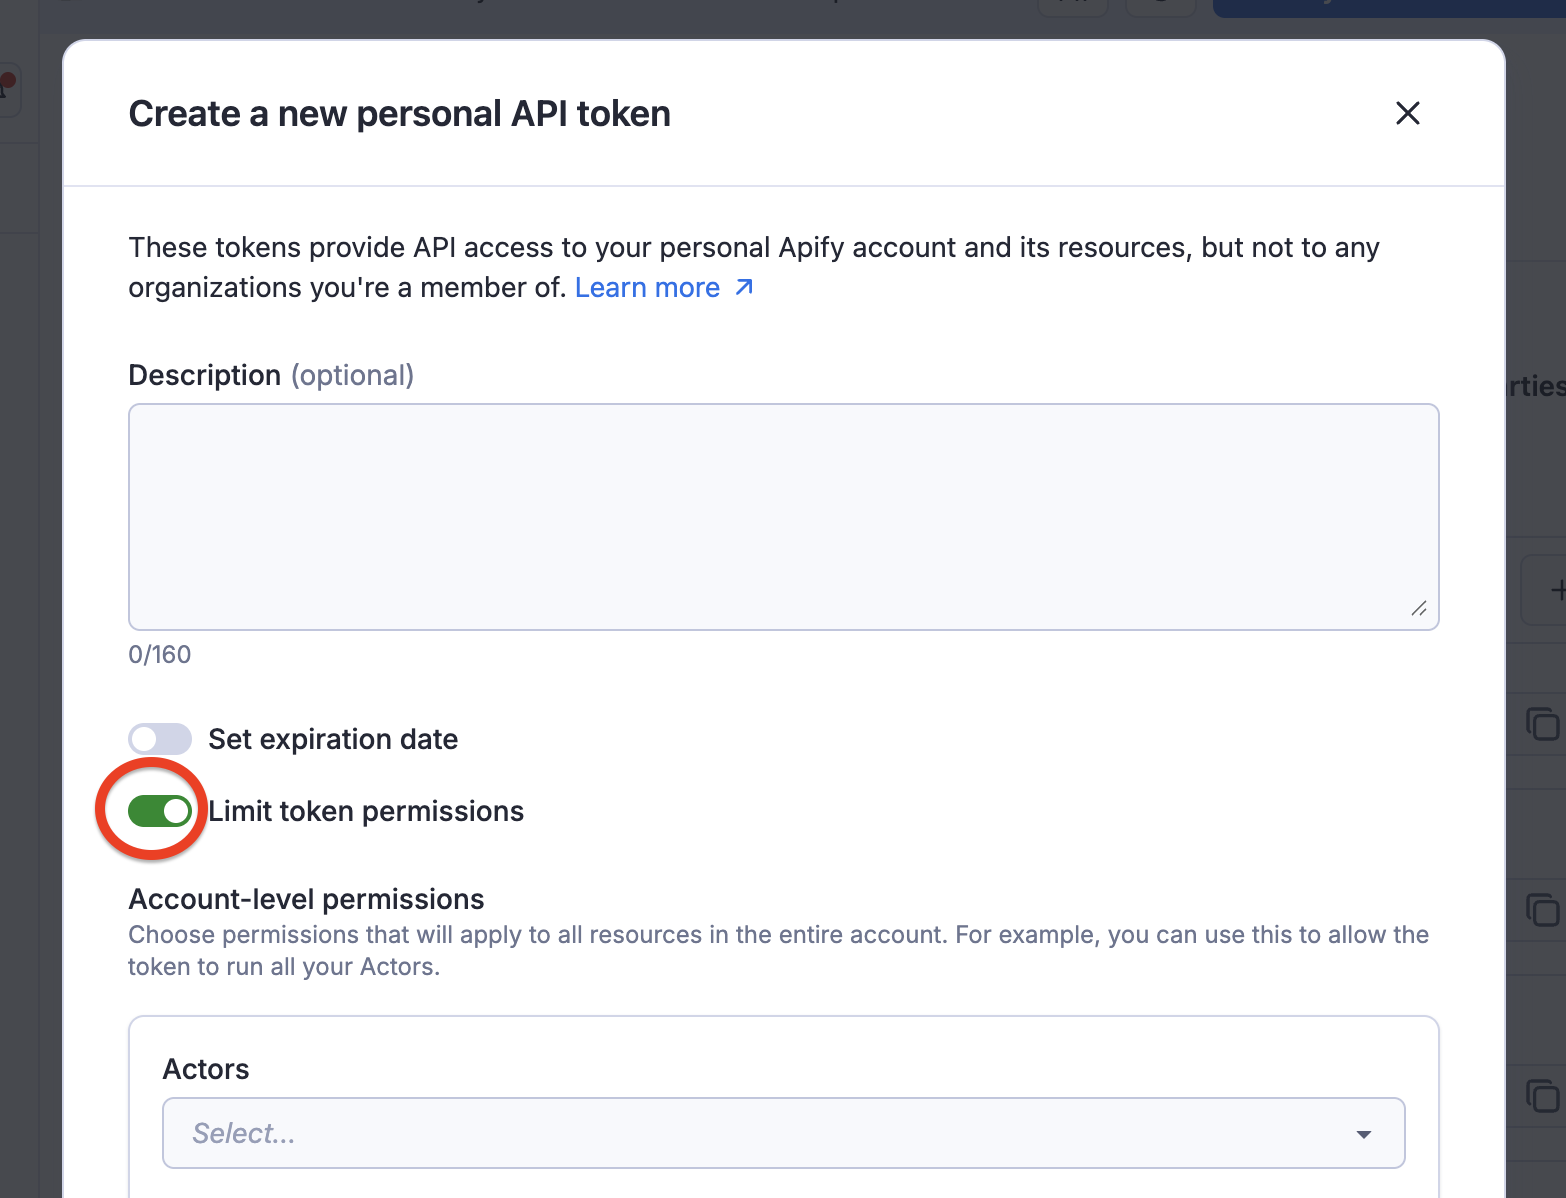 Create a new personal API token
These tokens provide API access to your personal Apify account and its resources, but not to any
organizations you're a member of. Learn more
Description (optional)
0/160
Set expiration date
Limit token permissions
Account-level permissions
Choose permissions that will apply to all resources in the entire account. For example, you can use this to allow the
token to run all your Actors.
Actors
Select...